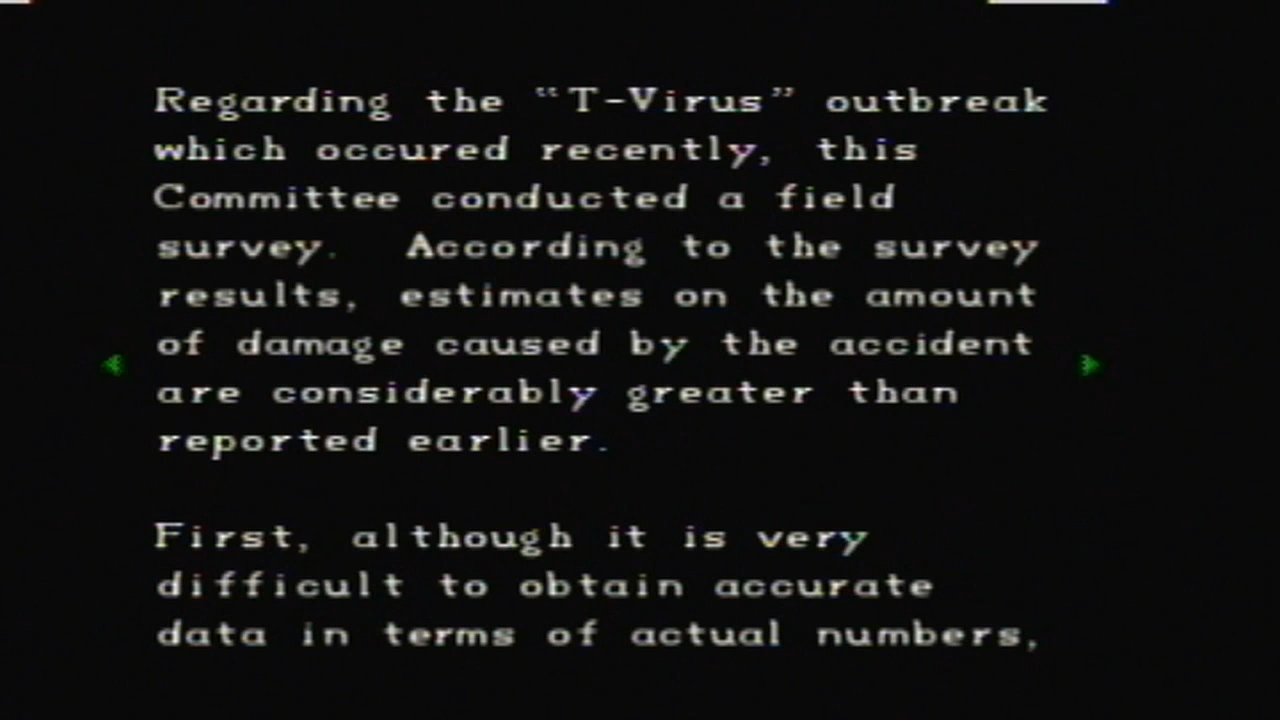 Regarding the “T-Virus” outbreak
which occured recently, this
Committee conducted a field
survey.  According to the survey
results, estimates on the amount
of damage caused by the accident
are considerably greater than
reported earlier.

First, although it is very
difficult to obtain accurate
data in terms of actual numbers,